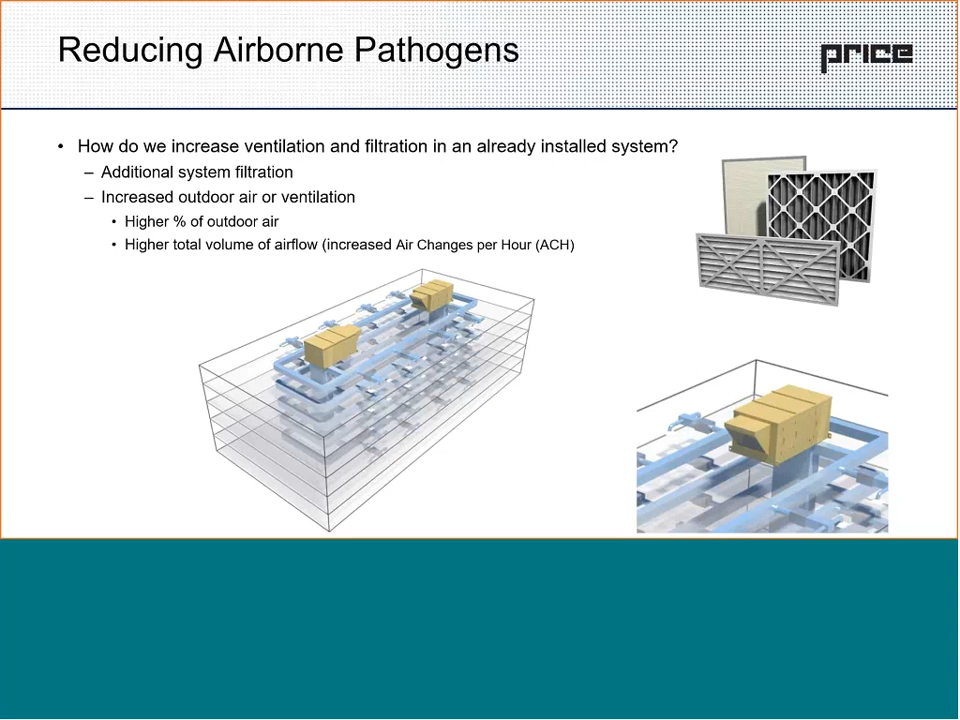 Reducing Airborne Pathogens
price
• How do we increase ventilation and filtration in an already installed system?
– Additional system filtration
– Increased outdoor air or ventilation
• Higher % of outdoor air
• Higher total volume of airflow (increased Air Changes per Hour (ACH)